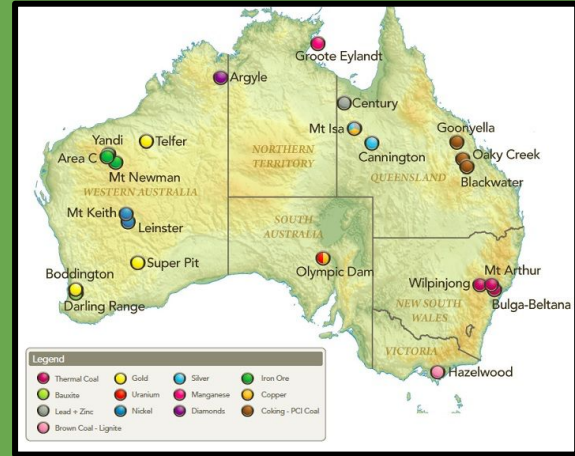 Groote Eylandt
Argyle
Century
Mt Isa
Goonyella
Yandi
Telfer
NORTHERN
TERRITORY
Cannington
Oaky Creek
Area C
QUEENSLAND
Blackwater
Mt Newman
WESTERN AUSTRALIA
Mt Keith
Leinster
SOUTH
AUSTRALIA
Super Pit
Olympic Dam
Mt Arthur
Boddington
Wilpinjong
Darling Range
Bulga-Beltana
NEW SOUTH
WALES
VICTORIA
Hazelwood
Legend
Thermal Coal Gold Silver Iron Ore
Bauxite Uranium Manganese Copper
Lead + Zinc Nickel Diamonds Coking - PCI Coal
Brown Coal - Lignite